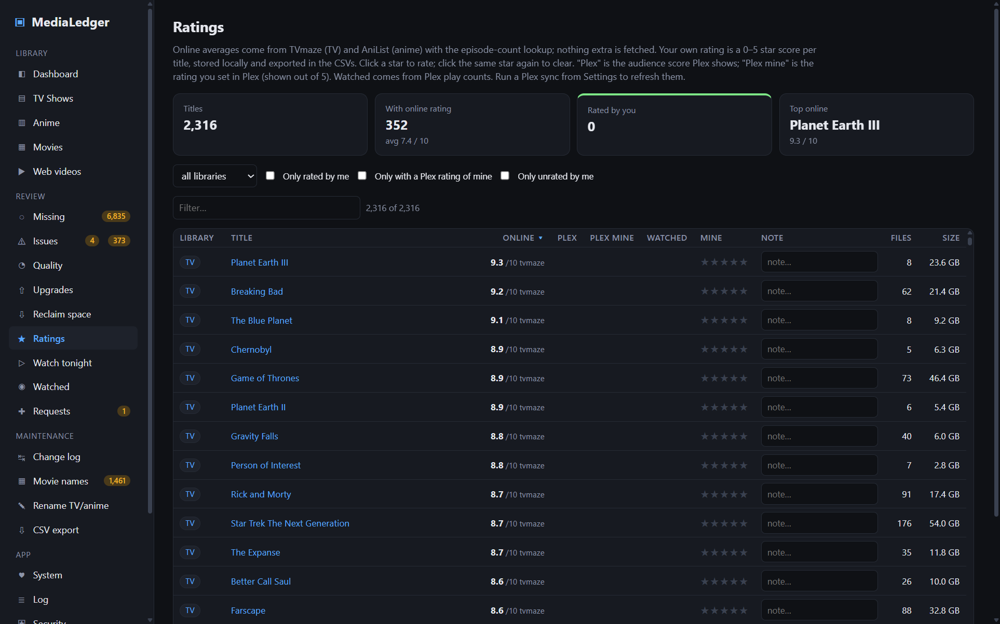 MediaLedger
LIBRARY
Dashboard
TV Shows
Anime
Movies
Web videos
REVIEW
Missing 6,835
Issues 4 373
Quality
Upgrades
Reclaim space
Ratings
Watch tonight
Watched
Requests 1
MAINTENANCE
Change log
Movie names 1,461
Rename TV/anime
CSV export
APP
System
Log
Security
Ratings
Online averages come from TVmaze (TV) and AniList (anime) with the episode-count lookup; nothing extra is fetched. Your own rating is a 0–5 star score per
title, stored locally and exported in the CSVs. Click a star to rate; click the same star again to clear. "Plex" is the audience score Plex shows; "Plex mine" is the
rating you set in Plex (shown out of 5). Watched comes from Plex play counts. Run a Plex sync from Settings to refresh them.
Titles
2,316
With online rating
352
avg 7.4 / 10
Rated by you
0
Top online
Planet Earth III
9.3 / 10
all libraries Only rated by me Only with a Plex rating of mine Only unrated by me
Filter... 2,316 of 2,316
LIBRARY TITLE ONLINE PLEX PLEX MINE WATCHED MINE NOTE FILES SIZE
TV Planet Earth III 9.3 /10 tvmaze ★★★★★ note... 8 23.6 GB
TV Breaking Bad 9.2 /10 tvmaze ★★★★★ note... 62 21.4 GB
TV The Blue Planet 9.1 /10 tvmaze ★★★★★ note... 8 9.2 GB
TV Chernobyl 8.9 /10 tvmaze ★★★★★ note... 5 6.3 GB
TV Game of Thrones 8.9 /10 tvmaze ★★★★★ note... 73 46.4 GB
TV Planet Earth II 8.9 /10 tvmaze ★★★★★ note... 6 5.4 GB
TV Gravity Falls 8.8 /10 tvmaze ★★★★★ note... 40 6.0 GB
TV Person of Interest 8.8 /10 tvmaze ★★★★★ note... 7 2.8 GB
TV Rick and Morty 8.7 /10 tvmaze ★★★★★ note... 91 17.4 GB
TV Star Trek The Next Generation 8.7 /10 tvmaze ★★★★★ note... 176 54.0 GB
TV The Expanse 8.7 /10 tvmaze ★★★★★ note... 35 11.8 GB
TV Better Call Saul 8.6 /10 tvmaze ★★★★★ note... 26 10.0 GB
TV Farscape 8.6 /10 tvmaze ★★★★★ note... 88 32.8 GB